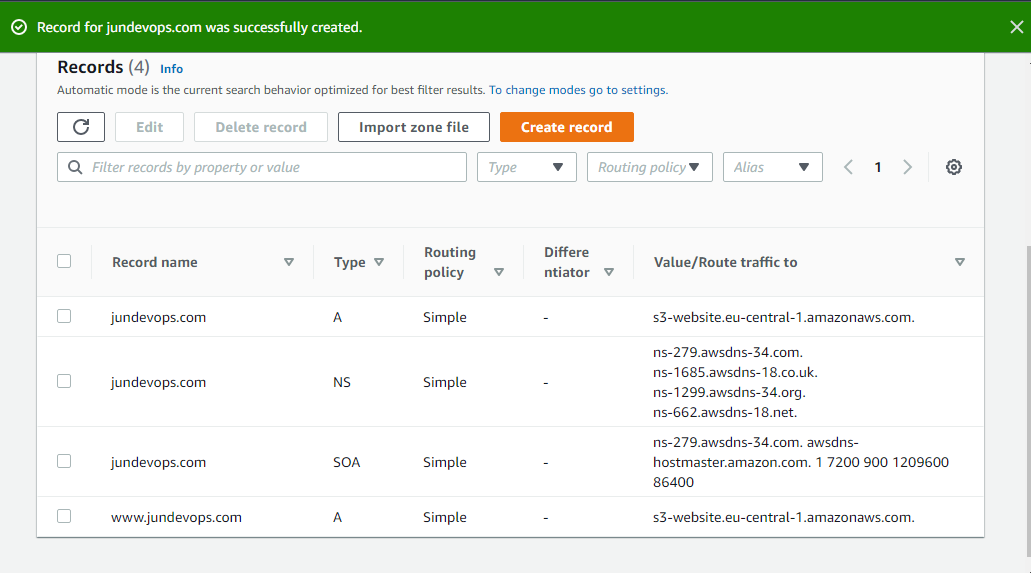 Record for jundevops.com was successfully created.
Records (4) Info
Automatic mode is the current search behavior optimized for best filter results. To change modes go to settings.
Edit Delete record Import zone file Create record
Filter records by property or value Type Routing policy Alias 1
Record name Type Routing policy Differe ntiator Value/Route traffic to
jundevops.com A Simple - s3-website.eu-central-1.amazonaws.com.
jundevops.com NS Simple - ns-279.awsdns-34.com.
ns-1685.awsdns-18.co.uk.
ns-1299.awsdns-34.org.
ns-662.awsdns-18.net.
jundevops.com SOA Simple - ns-279.awsdns-34.com. awsdns-
hostmaster.amazon.com. 1 7200 900 1209600
86400
www.jundevops.com A Simple - s3-website.eu-central-1.amazonaws.com.